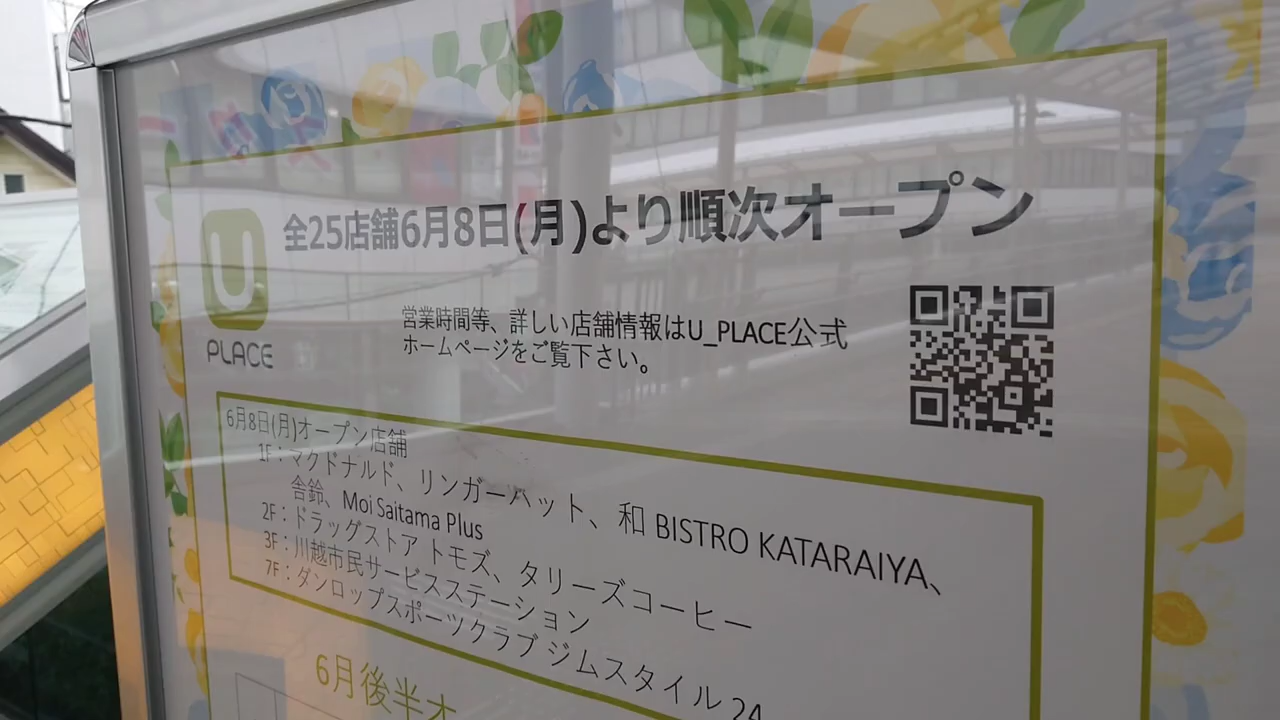 全25店舗6月8日(月)より順次オープン
U
PLACE
営業時間等、詳しい店舗情報はU_PLACE公式
ホームページをご覧下さい。
6月8日(月)オープン店舗
1F：マクドナルド、リンガーハット、和 BISTRO KATARAIYA、
舎鈴、Moi Saitama Plus
2F：ドラッグストア トモズ、タリーズコーヒー
3F：川越市民サービスステーション
7F：ダンロップスポーツクラブ ジムスタイル 24
6月後半オ